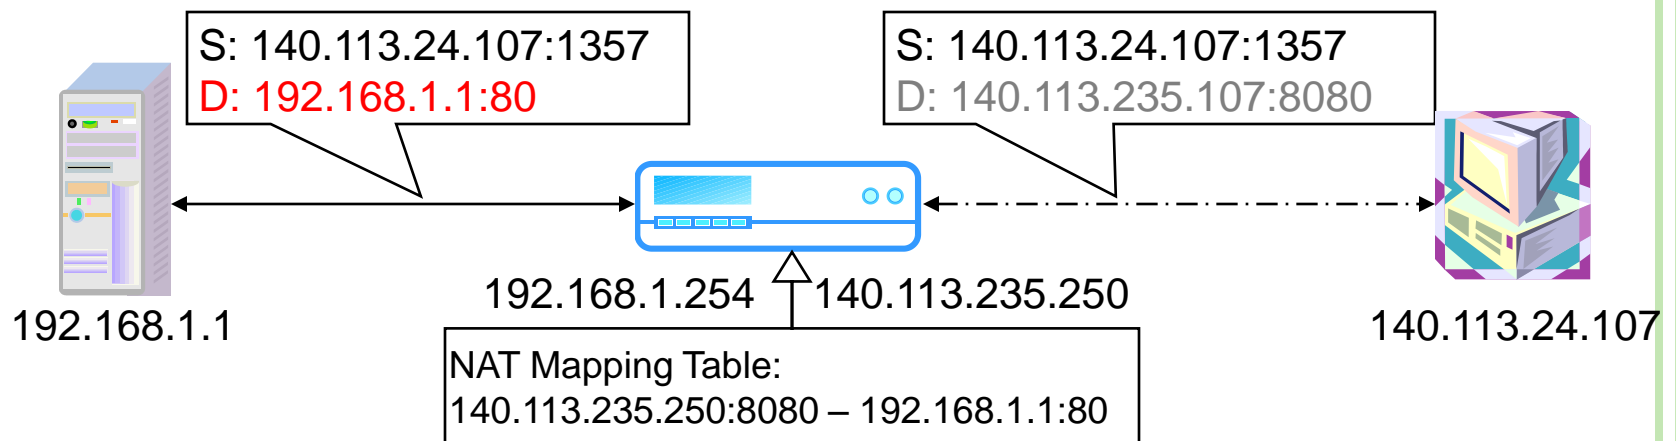 S: 140.113.24.107:1357
D: 192.168.1.1:80
S: 140.113.24.107:1357
D: 140.113.235.107:8080
192.168.1.254
140.113.235.250
192.168.1.1
140.113.24.107
NAT Mapping Table:
140.113.235.250:8080 – 192.168.1.1:80